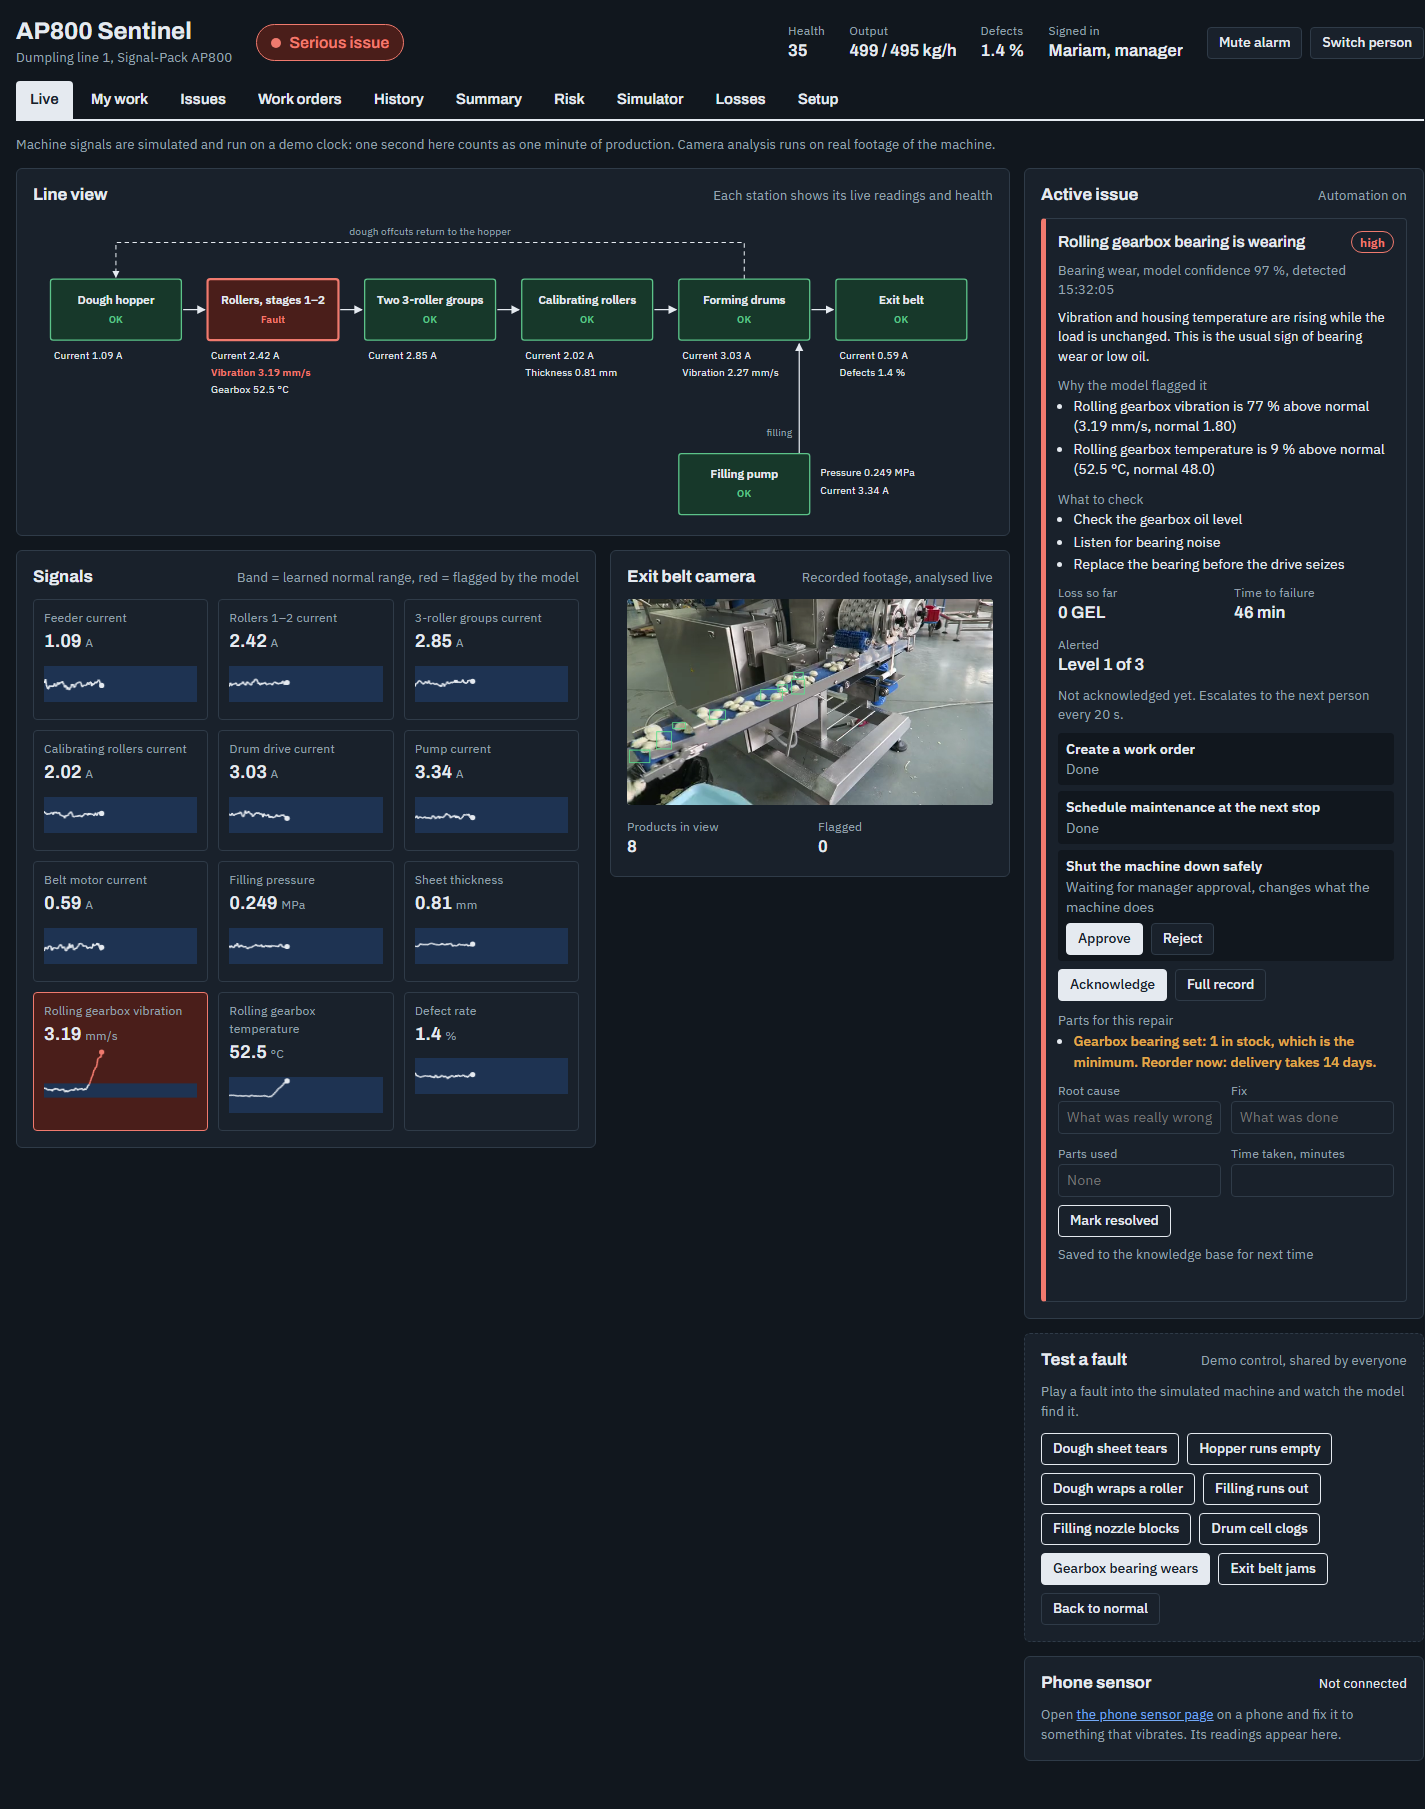 AP800 Sentinel
Dumpling line 1, Signal-Pack AP800
Serious issue
Health
35
Output
499 / 495 kg/h
Defects
1.4 %
Signed in
Mariam, manager
Mute alarm
Switch person
Live
My work
Issues
Work orders
History
Summary
Risk
Simulator
Losses
Setup
Machine signals are simulated and run on a demo clock: one second here counts as one minute of production. Camera analysis runs on real footage of the machine.
Line view
Each station shows its live readings and health
dough offcuts return to the hopper
Dough hopper
OK
Current 1.09 A
Rollers, stages 1–2
Fault
Current 2.42 A
Vibration 3.19 mm/s
Gearbox 52.5 °C
Two 3-roller groups
OK
Current 2.85 A
Calibrating rollers
OK
Current 2.02 A
Thickness 0.81 mm
Forming drums
OK
Current 3.03 A
Vibration 2.27 mm/s
Exit belt
OK
Current 0.59 A
Defects 1.4 %
filling
Filling pump
OK
Pressure 0.249 MPa
Current 3.34 A
Signals
Band = learned normal range, red = flagged by the model
Feeder current
1.09 A
Rollers 1–2 current
2.42 A
3-roller groups current
2.85 A
Calibrating rollers current
2.02 A
Drum drive current
3.03 A
Pump current
3.34 A
Belt motor current
0.59 A
Filling pressure
0.249 MPa
Sheet thickness
0.81 mm
Rolling gearbox vibration
3.19 mm/s
Rolling gearbox
temperature
52.5 °C
Defect rate
1.4 %
Exit belt camera
Recorded footage, analysed live
Products in view
8
Flagged
0
Active issue
Automation on
Rolling gearbox bearing is wearing
high
Bearing wear, model confidence 97 %, detected
15:32:05
Vibration and housing temperature are rising while the
load is unchanged. This is the usual sign of bearing
wear or low oil.
Why the model flagged it
• Rolling gearbox vibration is 77 % above normal
(3.19 mm/s, normal 1.80)
• Rolling gearbox temperature is 9 % above normal
(52.5 °C, normal 48.0)
What to check
• Check the gearbox oil level
• Listen for bearing noise
• Replace the bearing before the drive seizes
Loss so far
0 GEL
Time to failure
46 min
Alerted
Level 1 of 3
Not acknowledged yet. Escalates to the next person
every 20 s.
Create a work order
Done
Schedule maintenance at the next stop
Done
Shut the machine down safely
Waiting for manager approval, changes what the
machine does
Approve
Reject
Acknowledge
Full record
Parts for this repair
• Gearbox bearing set: 1 in stock, which is the
minimum. Reorder now: delivery takes 14 days.
Root cause
What was really wrong
Fix
What was done
Parts used
None
Time taken, minutes
Mark resolved
Saved to the knowledge base for next time
Test a fault
Demo control, shared by everyone
Play a fault into the simulated machine and watch the model
find it.
Dough sheet tears
Hopper runs empty
Dough wraps a roller
Filling runs out
Filling nozzle blocks
Drum cell clogs
Gearbox bearing wears
Exit belt jams
Back to normal
Phone sensor
Not connected
Open the phone sensor page on a phone and fix it to
something that vibrates. Its readings appear here.